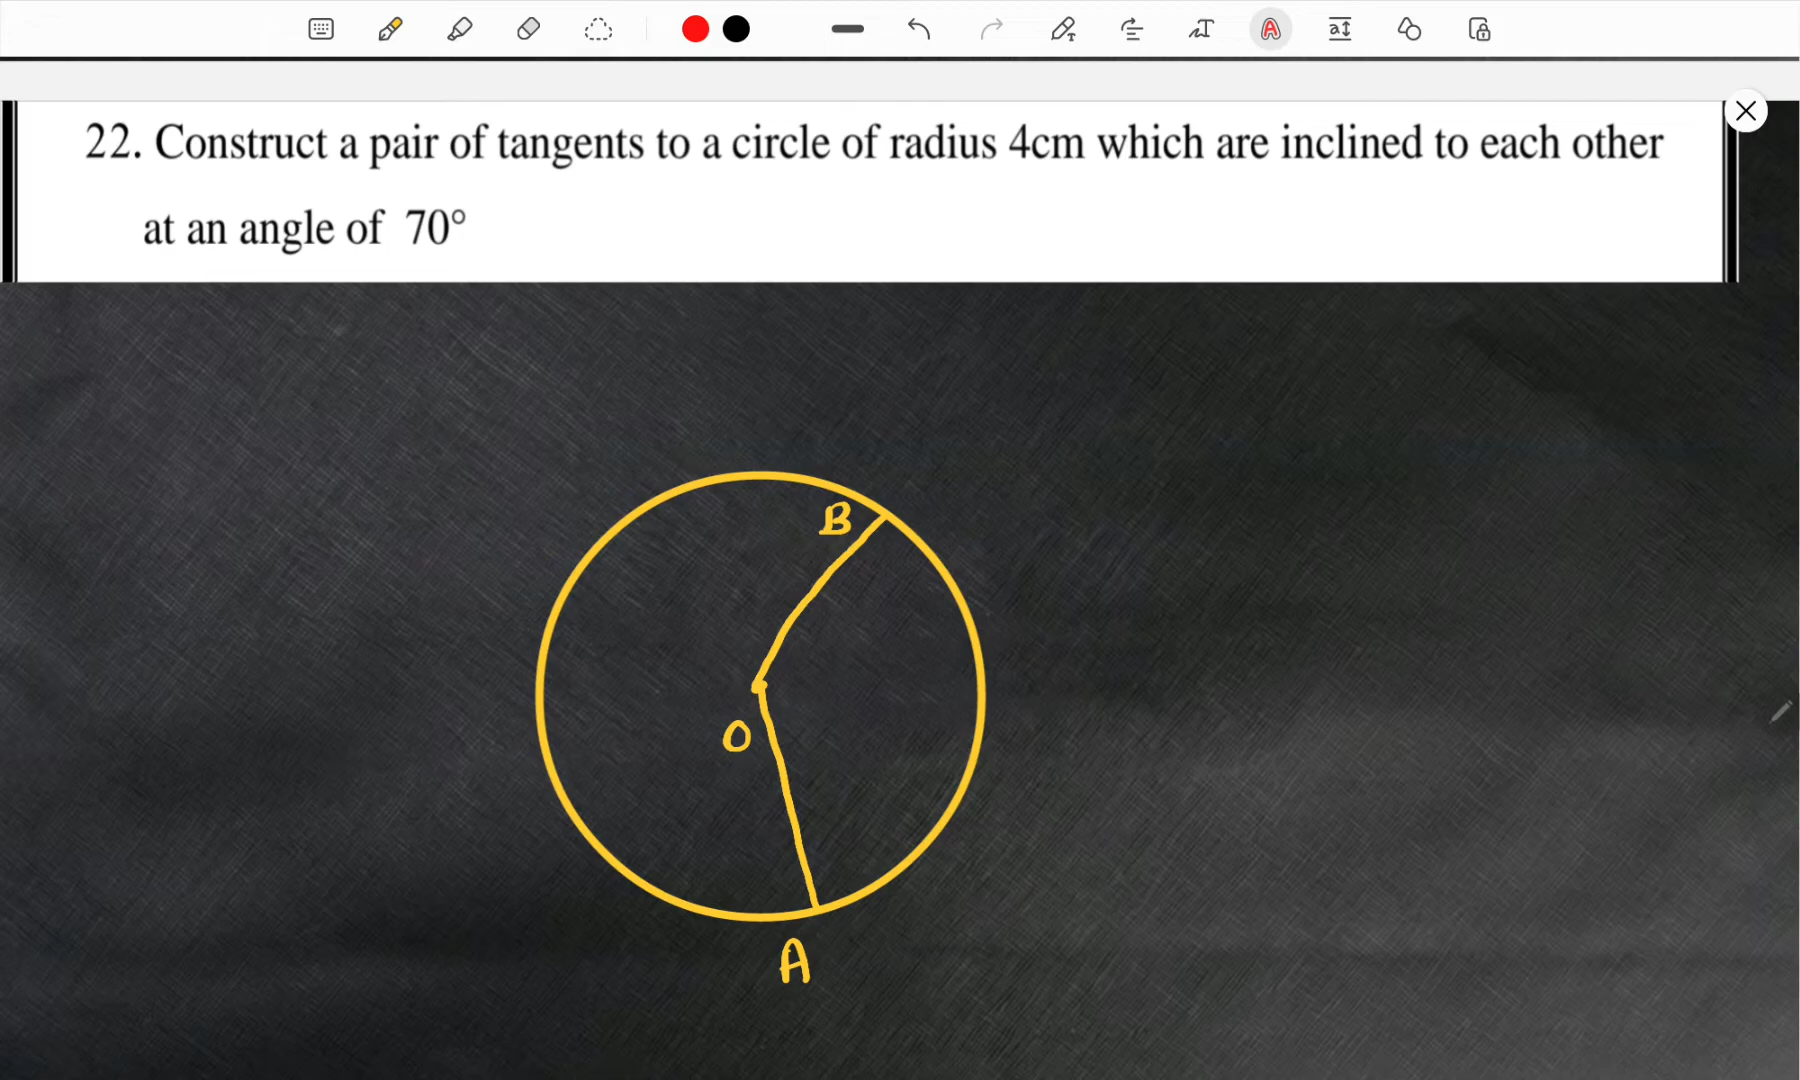 22. Construct a pair of tangents to a circle of radius 4cm which are inclined to each other
at an angle of 70°
B
O
A